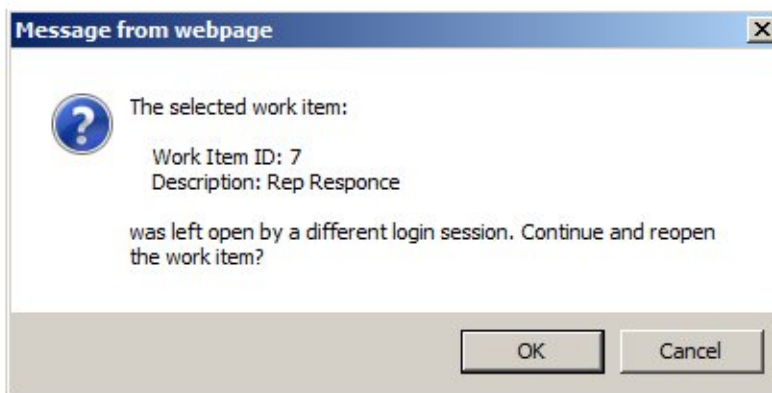 Message from webpage
The selected work item:
Work Item ID: 7
Description: Rep Responce
was left open by a different login session. Continue and reopen
the work item?
OK
Cancel